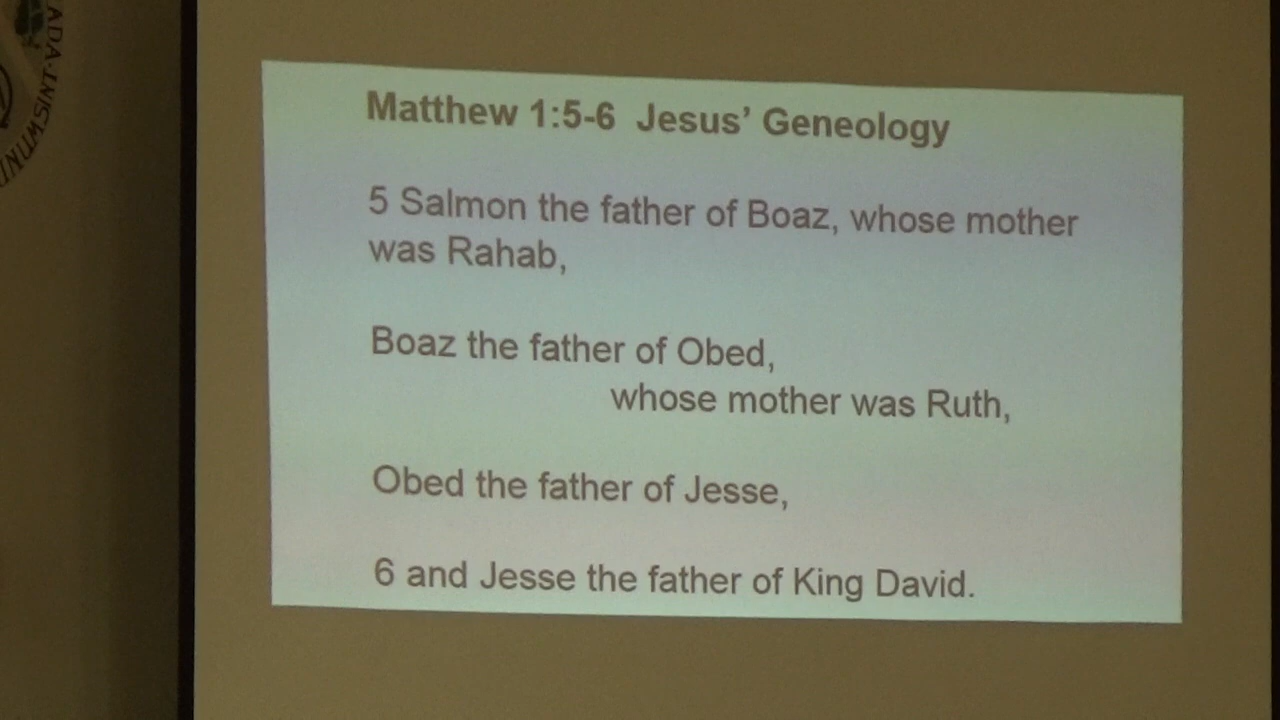 Matthew 1:5-6 Jesus' Geneology
5 Salmon the father of Boaz, whose mother
was Rahab,
Boaz the father of Obed,
whose mother was Ruth,
Obed the father of Jesse,
6 and Jesse the father of King David.